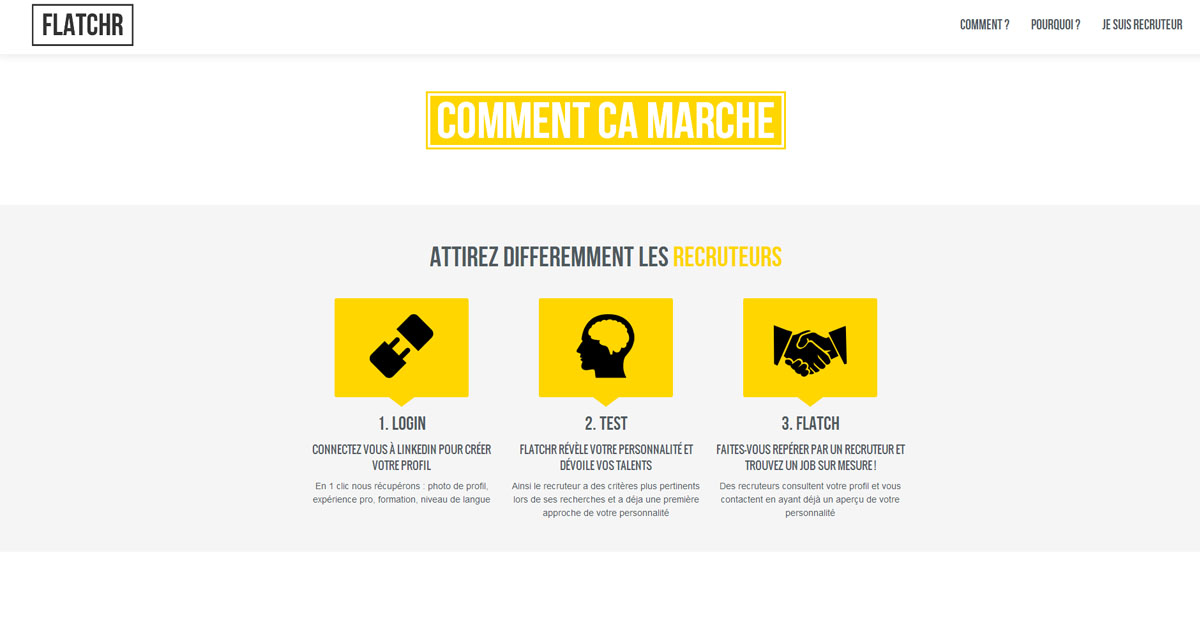 FLATCHR
COMMENT ?
POURQUOI ?
JE SUIS RECRUTEUR
COMMENT CA MARCHE
ATTIREZ DIFFEREMMENT LES RECRUTEURS
1. LOGIN
CONNECTEZ VOUS À LINKEDIN POUR CRÉER
VOTRE PROFIL
En 1 clic nous récupérons : photo de profil,
expérience pro, formation, niveau de langue
2. TEST
FLATCHR RÉVÈLE VOTRE PERSONNALITÉ ET
DÉVOILE VOS TALENTS
Ainsi le recruteur a des critères plus pertinents
lors de ses recherches et a déja une première
approche de votre personnalité
3. FLATCH
FAITES-VOUS REPÉRER PAR UN RECRUTEUR ET
TROUVEZ UN JOB SUR MESURE !
Des recruteurs consultent votre profil et vous
contactent en ayant déjà un aperçu de votre
personnalité